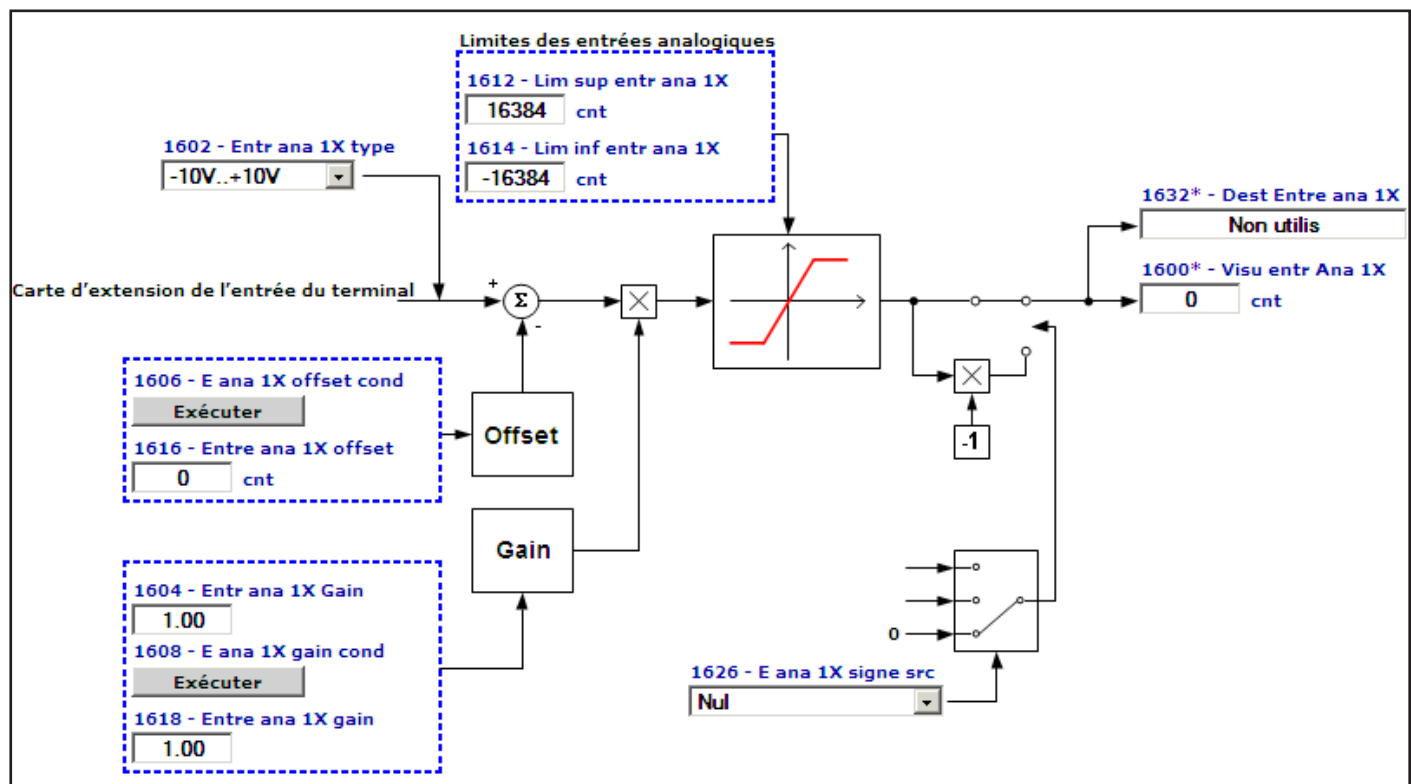 Limites des entrées analogiques
1612 - Lim sup entr ana 1X
16384 cnt
1614 - Lim inf entr ana 1X
-16384 cnt
1602 - Entr ana 1X type
-10V..+10V
1632* - Dest Entre ana 1X
Non utilis
1600* - Visu entr Ana 1X
0 cnt
Carte d'extension de l'entrée du terminal
+
Σ
-
1606 - E ana 1X offset cond
Exécuter
1616 - Entre ana 1X offset
0 cnt
Offset
-1
Gain
1604 - Entr ana 1X Gain
1.00
1608 - E ana 1X gain cond
Exécuter
1618 - Entre ana 1X gain
1.00
0
1626 - E ana 1X signe src
Nul